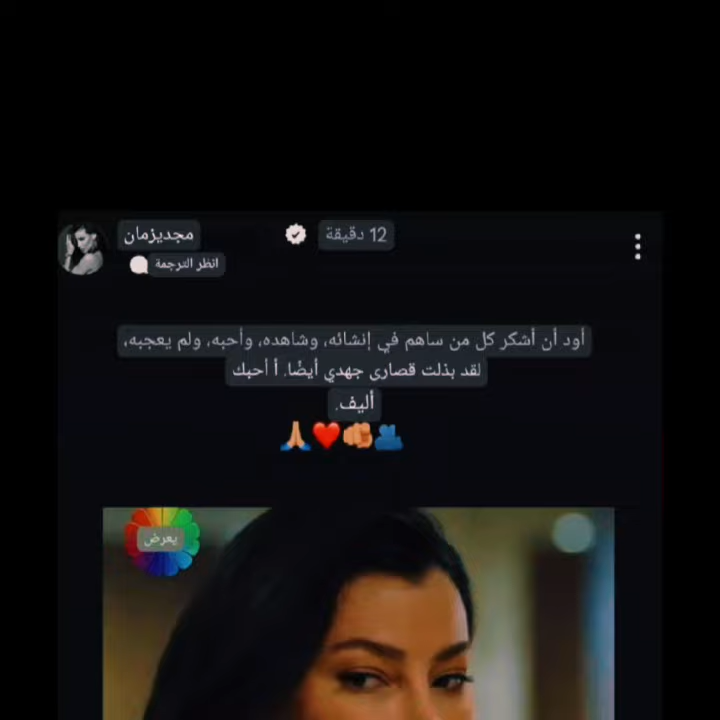 مجديزمان
12 دقيقة
انظر الترجمة
أود أن أشكر كل من ساهم في إنشائه، وشاهده، وأحبه، ولم يعجبه،
لقد بذلت قصارى جهدي أيضًا. أ أحبك
أليف.
يعرض